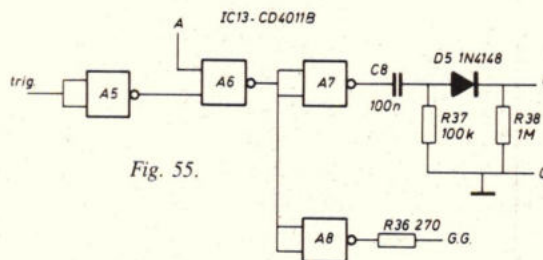 IC13-CD4011B
A
trig.
A5
A6
A7
C8
100n
D5 1N4148
R37
100k
R38
1M
Fig. 55.
A8
R36 270
G.G.